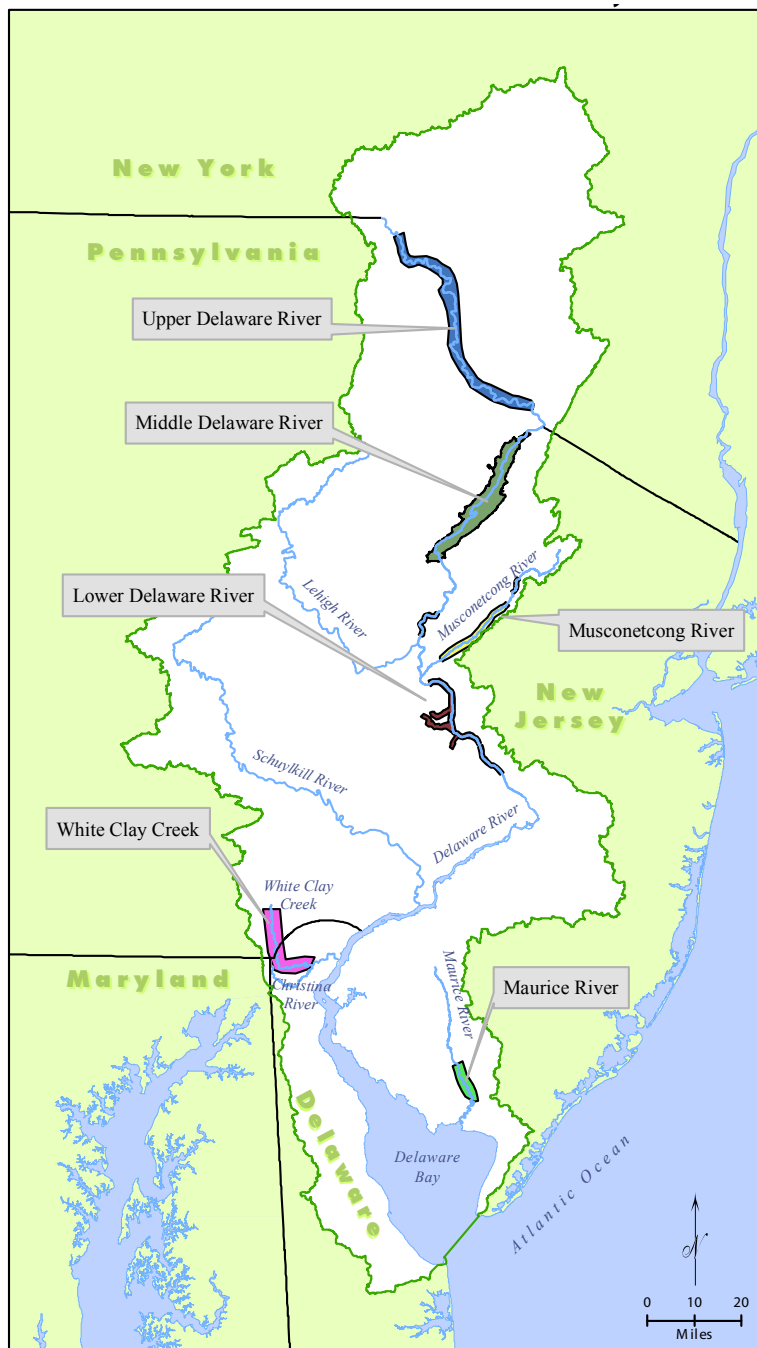 New York
Pennsylvania
Upper Delaware River
Middle Delaware River
Lower Delaware River
Lehigh River
Musconetcong River
Musconetcong River
New
Jersey
Schuylkill River
White Clay Creek
Delaware River
White Clay
Creek
Maryland
Christina
River
Maurice River
Maurice River
Delaware
Delaware
Bay
Atlantic Ocean
N
0 10 20
Miles